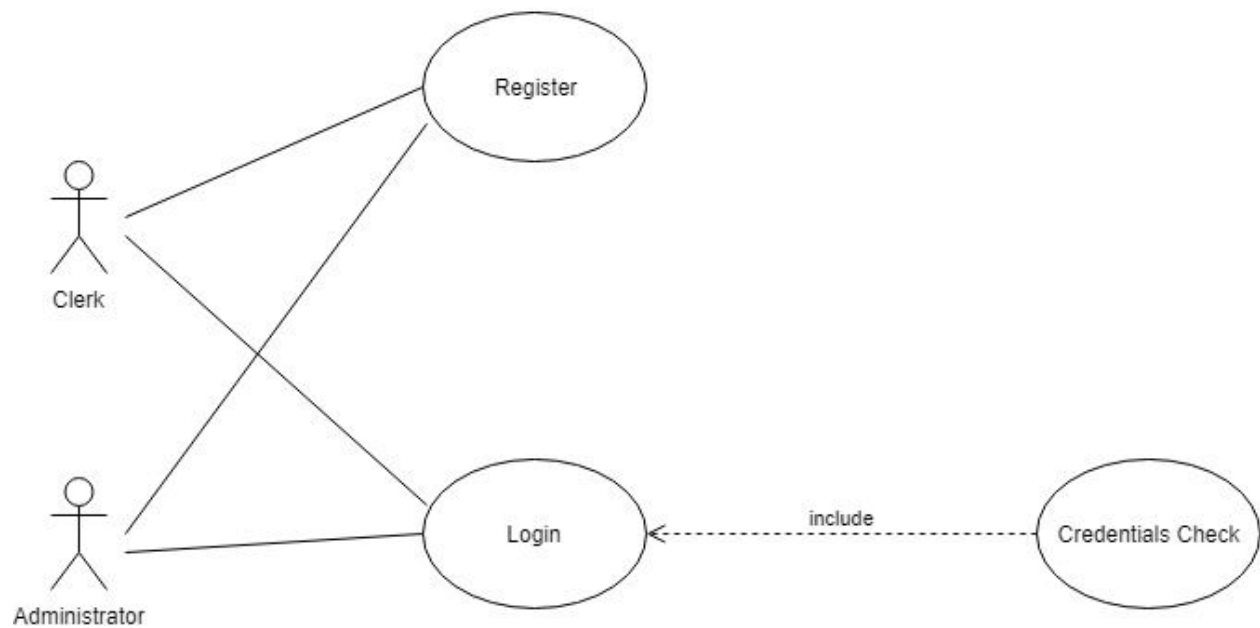 Register
Clerk
Login
include
Credentials Check
Administrator